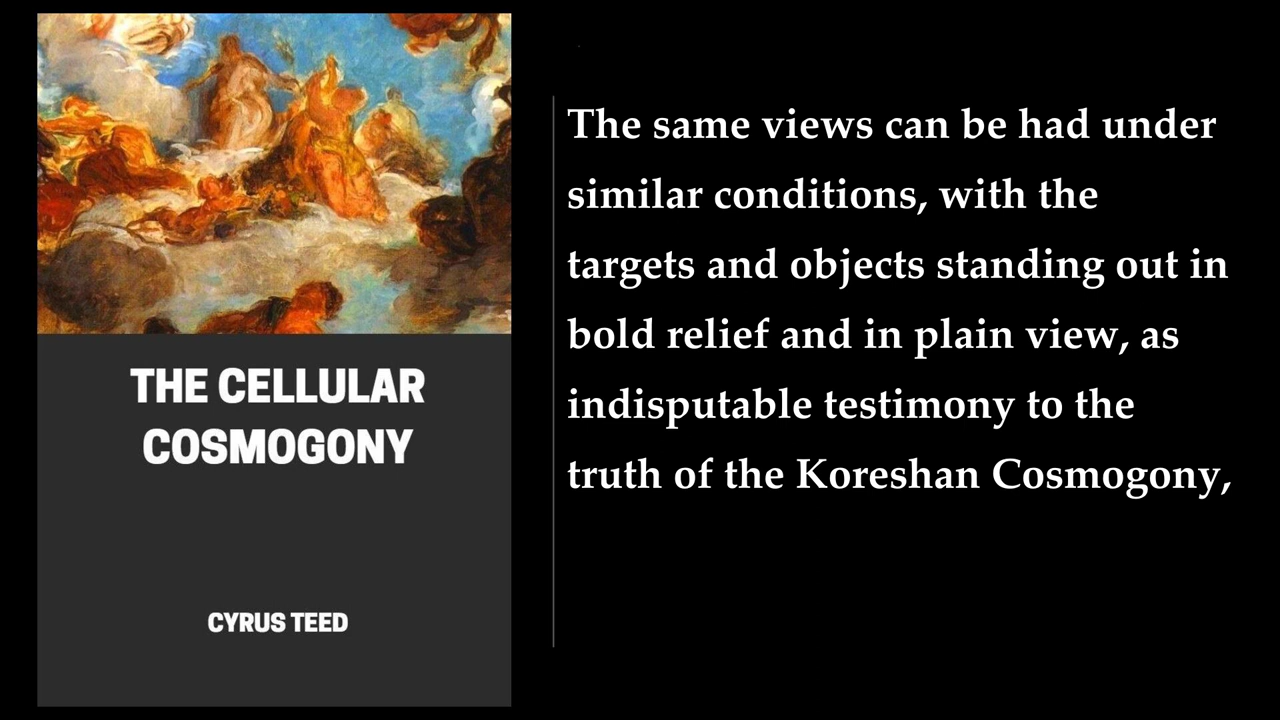 THE CELLULAR
COSMOGONY
CYRUS TEED
The same views can be had under
similar conditions, with the
targets and objects standing out in
bold relief and in plain view, as
indisputable testimony to the
truth of the Koreshan Cosmogony,